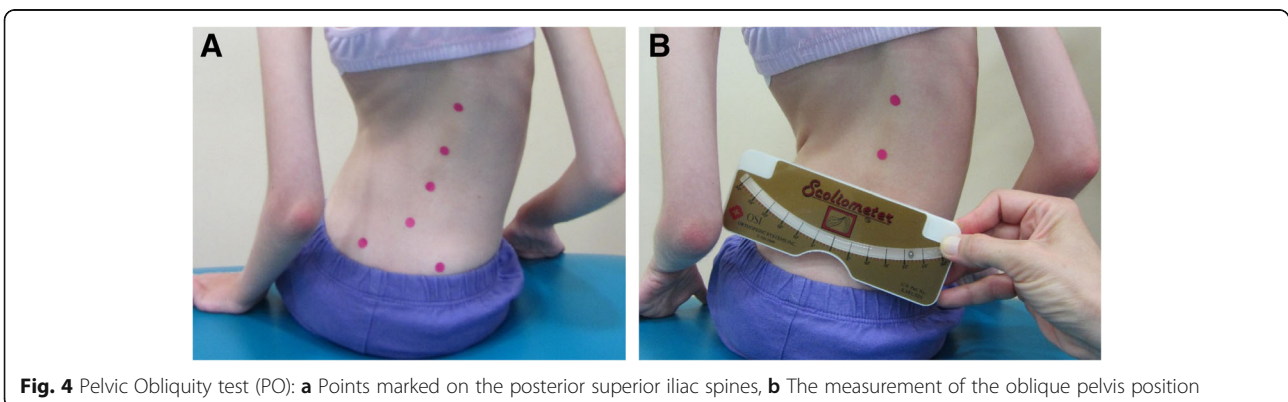 A
B
Scoliometer
OSI
Fig. 4 Pelvic Obliquity test (PO): a Points marked on the posterior superior iliac spines, b The measurement of the oblique pelvis position